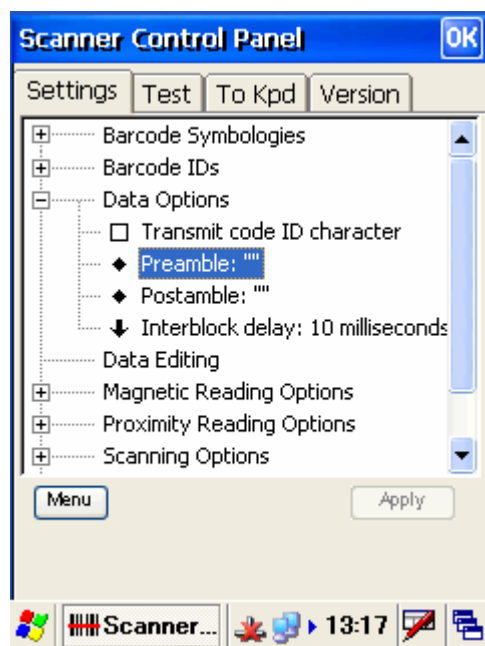 Scanner Control Panel OK
Settings Test To Kpd Version
Barcode Symbologies
Barcode IDs
Data Options
Transmit code ID character
Preamble: ""
Postamble: ""
Interblock delay: 10 milliseconds
Data Editing
Magnetic Reading Options
Proximity Reading Options
Scanning Options
Menu Apply
Scanner... 13:17